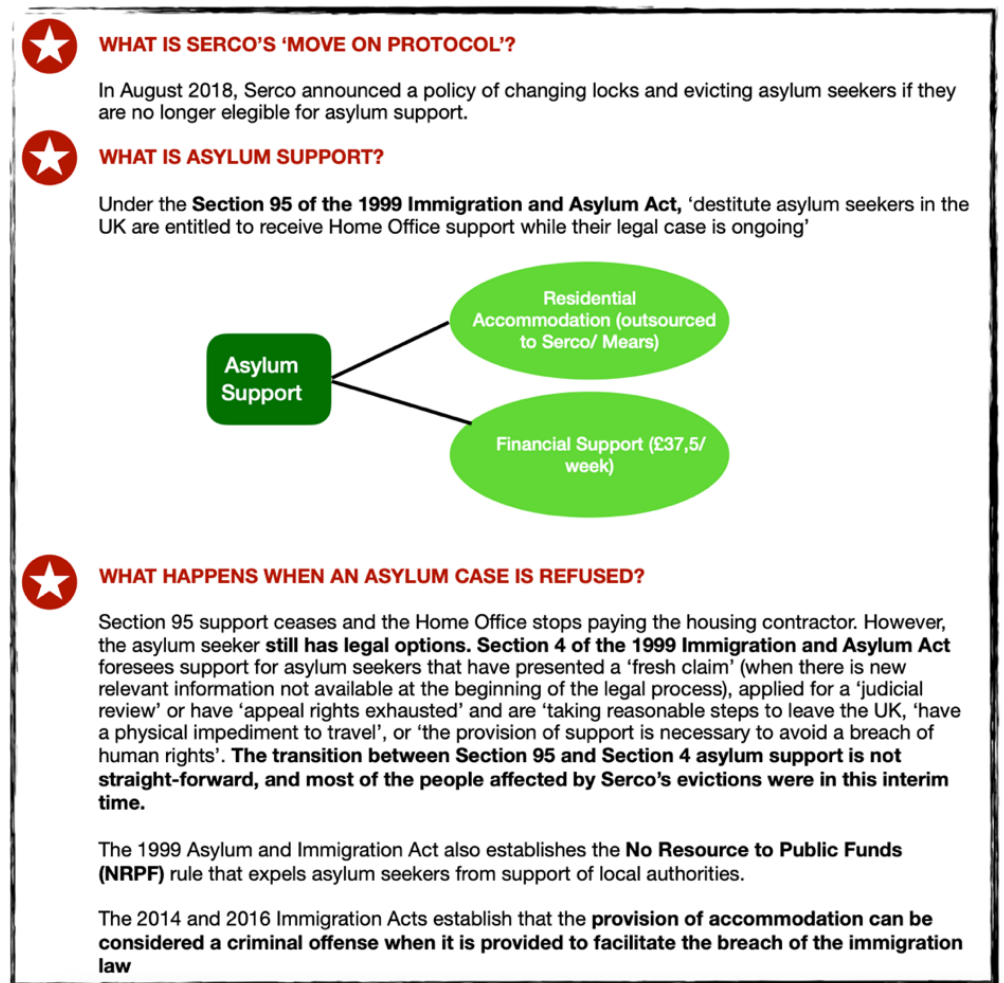 WHAT IS SERCO’S ‘MOVE ON PROTOCOL’?
In August 2018, Serco announced a policy of changing locks and evicting asylum seekers if they
are no longer elegible for asylum support.
WHAT IS ASYLUM SUPPORT?
Under the Section 95 of the 1999 Immigration and Asylum Act, ‘destitute asylum seekers in the
UK are entitled to receive Home Office support while their legal case is ongoing’
Asylum
Support
Residential
Accommodation (outsourced
to Serco/ Mears)
Financial Support (£37,5/
week)
WHAT HAPPENS WHEN AN ASYLUM CASE IS REFUSED?
Section 95 support ceases and the Home Office stops paying the housing contractor. However,
the asylum seeker still has legal options. Section 4 of the 1999 Immigration and Asylum Act
foresees support for asylum seekers that have presented a ‘fresh claim’ (when there is new
relevant information not available at the beginning of the legal process), applied for a ‘judicial
review’ or have ‘appeal rights exhausted’ and are ‘taking reasonable steps to leave the UK, ‘have
a physical impediment to travel’, or ‘the provision of support is necessary to avoid a breach of
human rights’. The transition between Section 95 and Section 4 asylum support is not
straight-forward, and most of the people affected by Serco’s evictions were in this interim
time.
The 1999 Asylum and Immigration Act also establishes the No Resource to Public Funds
(NRPF) rule that expels asylum seekers from support of local authorities.
The 2014 and 2016 Immigration Acts establish that the provision of accommodation can be
considered a criminal offense when it is provided to facilitate the breach of the immigration
law